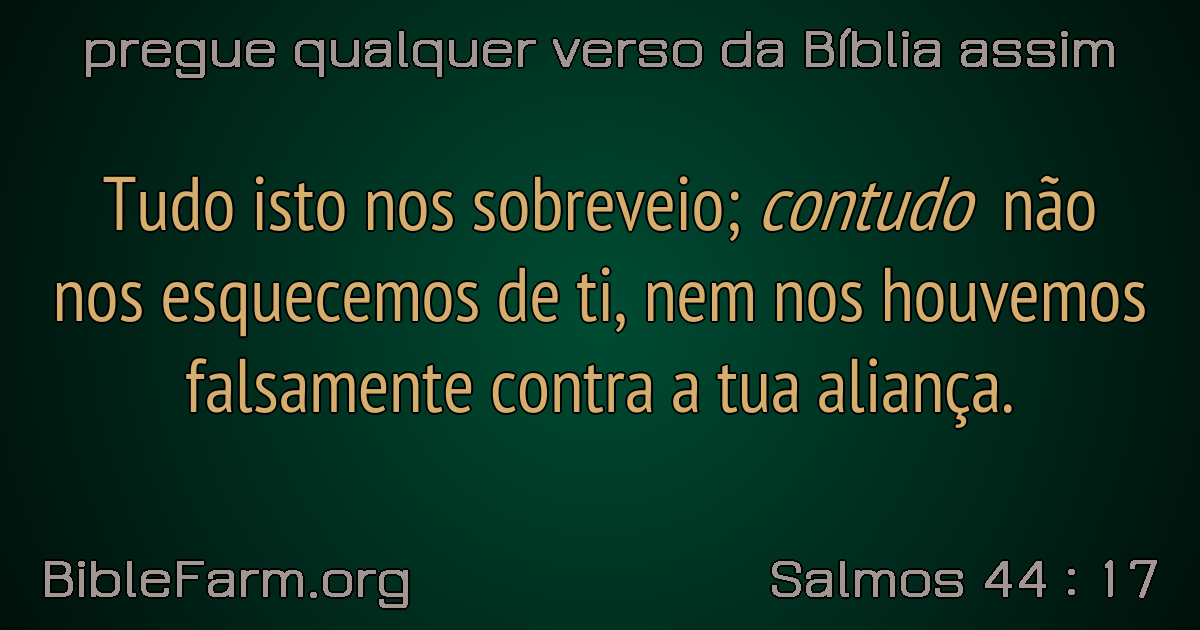 pregue qualquer verso da Bíblia assim
Tudo isto nos sobreveio; contudo não
nos esquecemos de ti, nem nos houvemos
falsamente contra a tua aliança.
BibleFarm.org
Salmos 44 : 17